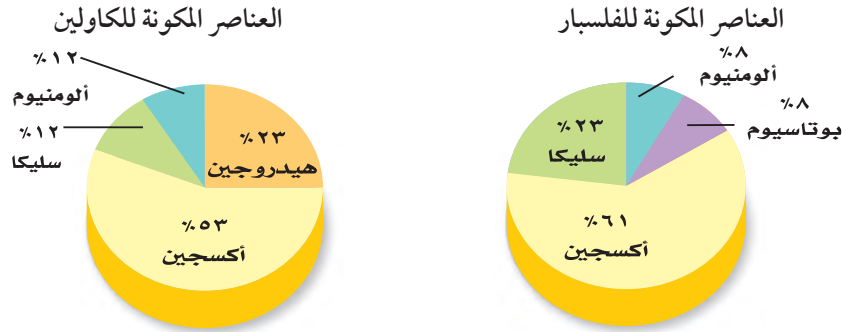 العناصر المكونة للفلسبار
٨٪
ألومنيوم
٨٪
بوتاسيوم
٢٣٪
سليكا
٦١٪
أكسجين
العناصر المكونة للكاولين
١٢٪
ألومنيوم
١٢٪
سليكا
٢٣٪
هيدروجين
٥٣٪
أكسجين